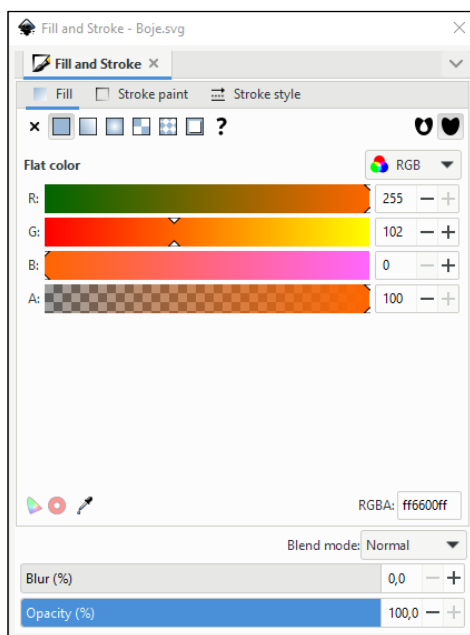 Fill and Stroke - Boje.svg
Fill and Stroke
Fill Stroke paint Stroke style
?
Flat color RGB
R: 255
G: 102
B: 0
A: 100
RGBA: ff6600ff
Blend mode: Normal
Blur (%) 0,0
Opacity (%) 100,0